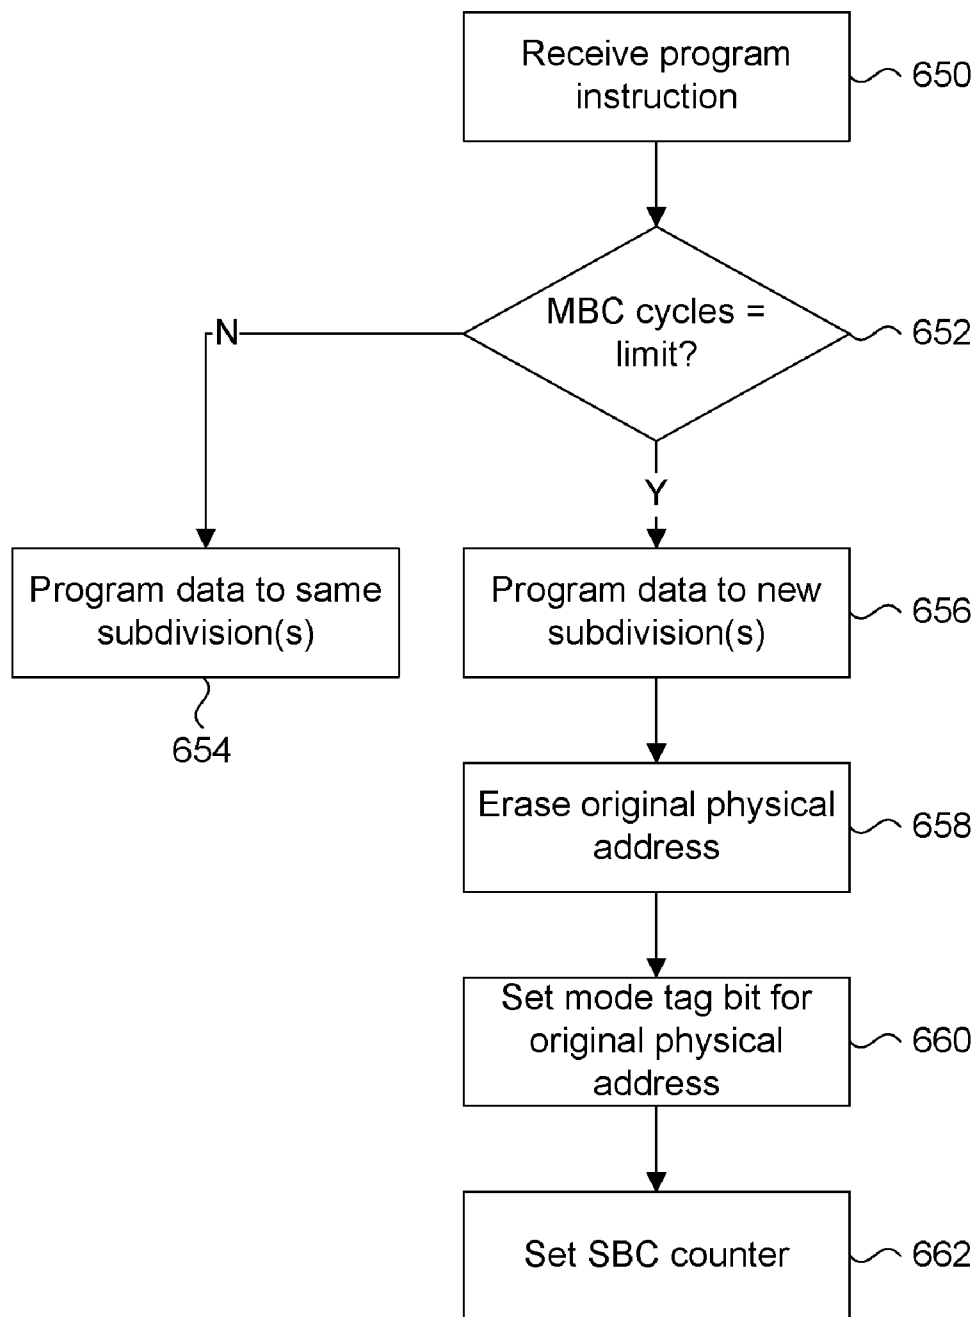 Receive program
instruction
650
MBC cycles =
limit?
652
N
Y
Program data to same
subdivision(s)
654
Program data to new
subdivision(s)
656
Erase original physical
address
658
Set mode tag bit for
original physical
address
660
Set SBC counter
662